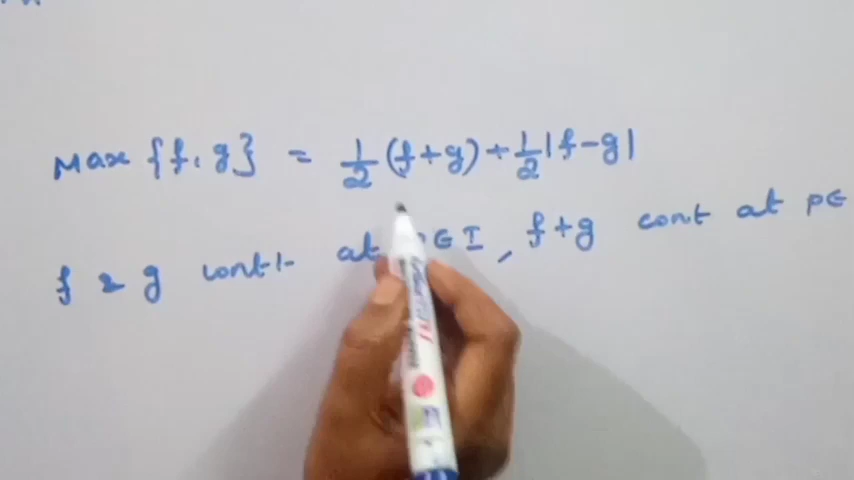 Max {f, g} = 1/2 (f+g) + 1/2 |f-g|
f & g cont at P∈I, f+g cont at P∈